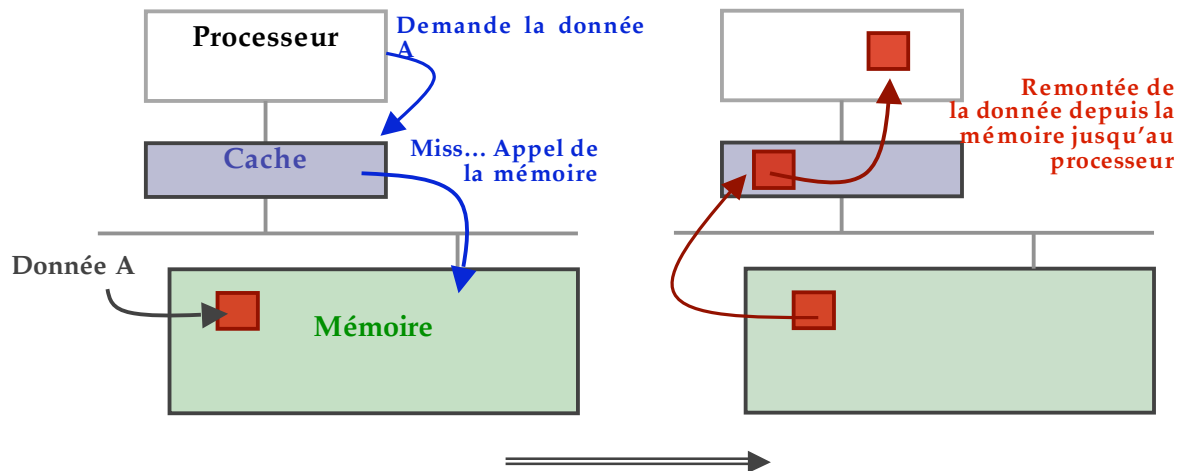 Processeur
Demande la donnée
A
Cache
Miss... Appel de
la mémoire
Donnée A
Mémoire
Remontée de
la donnée depuis la
mémoire jusqu'au
processeur